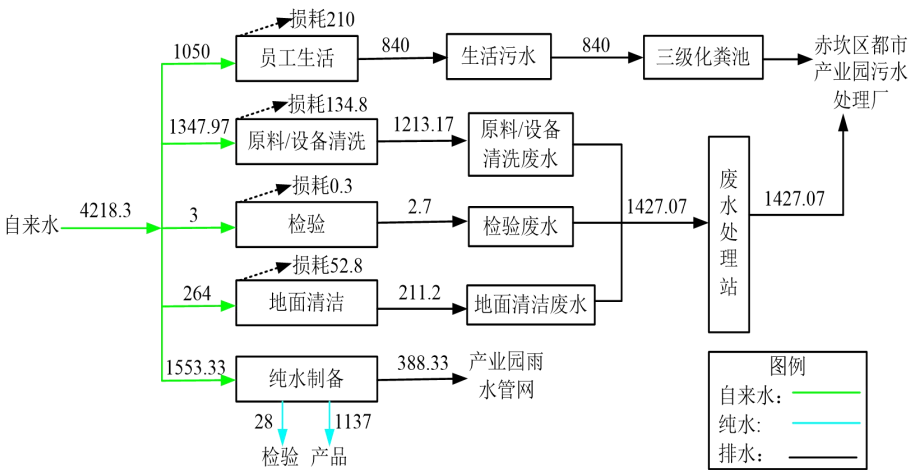 损耗210
1050
员工生活
840
生活污水
840
三级化粪池
赤坎区都市
产业园污水
处理厂
损耗134.8
1347.97
原料/设备清洗
1213.17
原料/设备
清洗废水
损耗0.3
自来水
4218.3
3
检验
2.7
检验废水
1427.07
废水处理站
1427.07
损耗52.8
264
地面清洁
211.2
地面清洁废水
1553.33
纯水制备
388.33
产业园雨
水管网
28
1137
检验
产品
图例
自来水:
纯水:
排水: